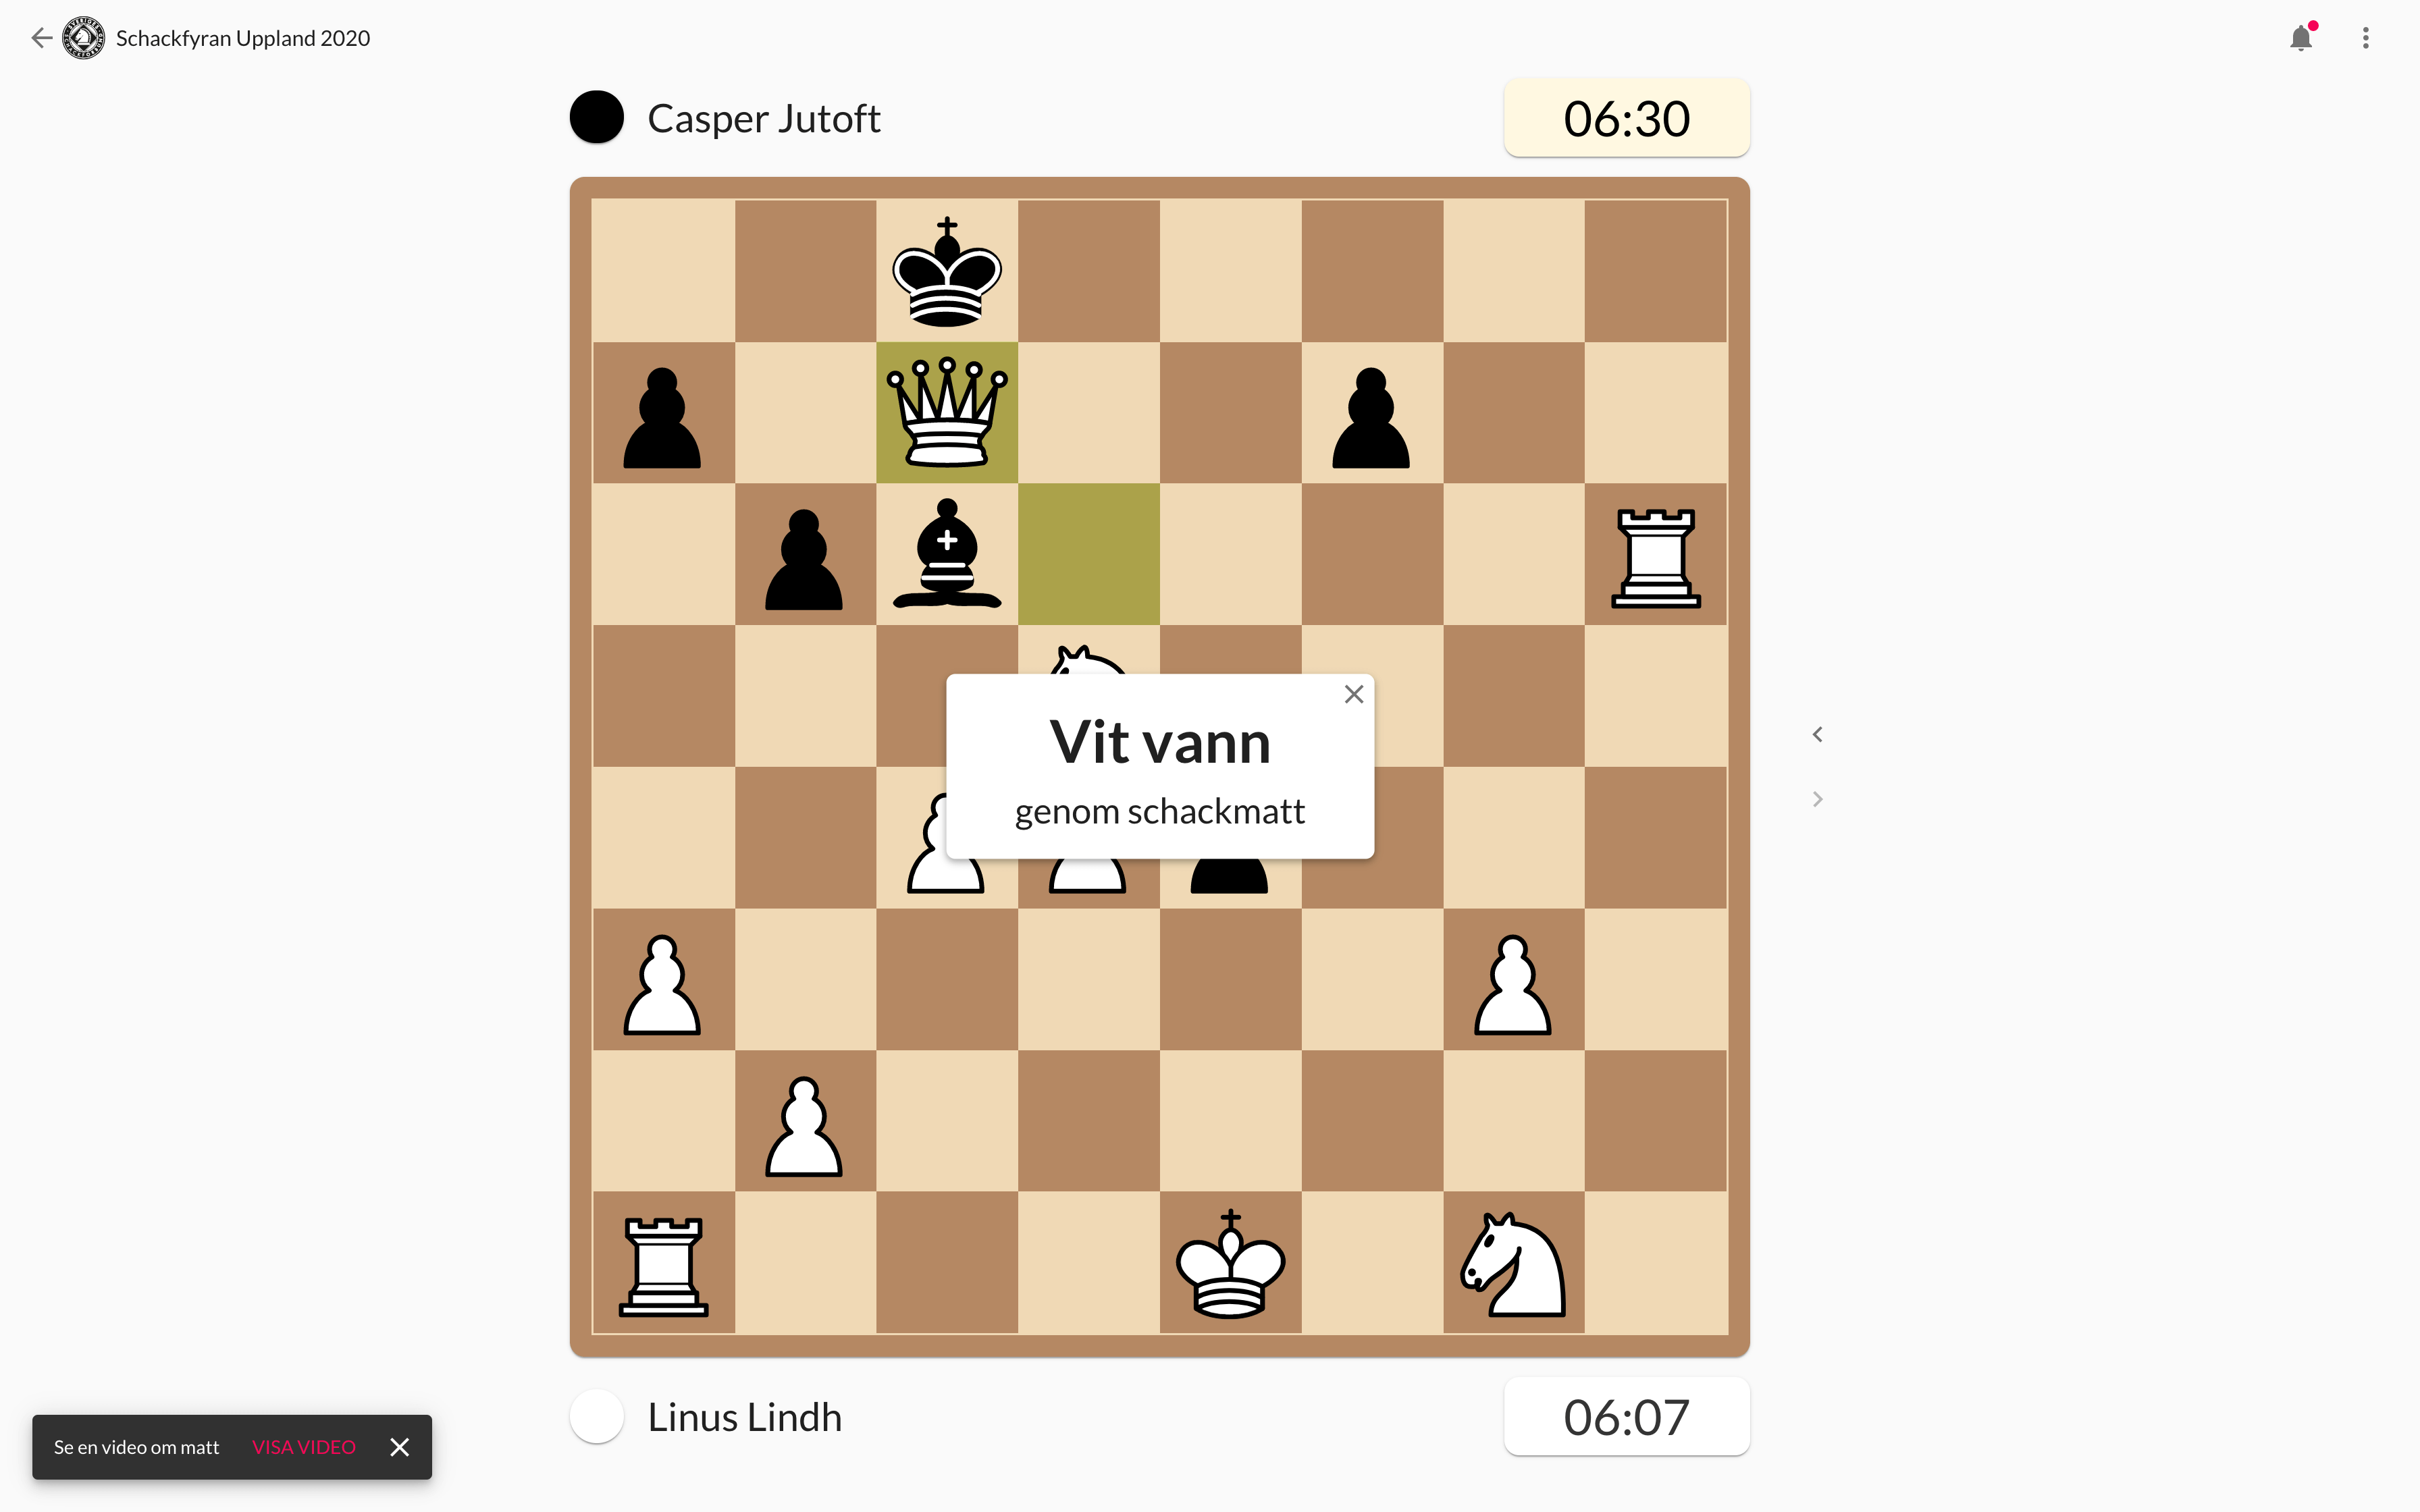 Schackfyran Uppland 2020
Casper Jutoft
06:30
Vit vann
genom schackmatt
Linus Lindh
06:07
Se en video om matt
VISA VIDEO